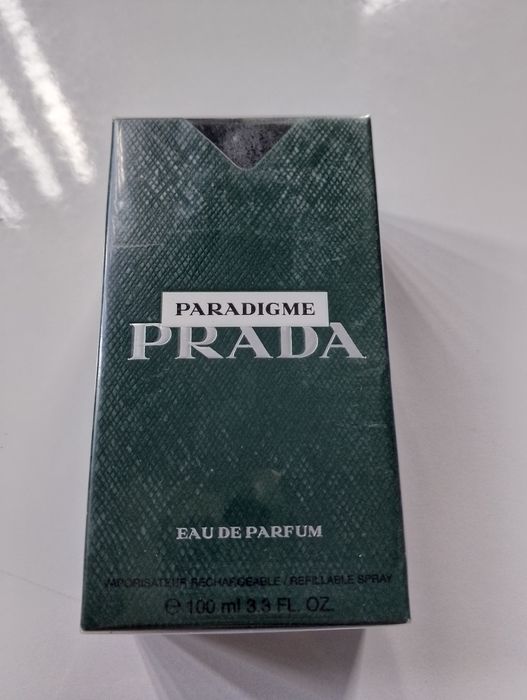 PARADIGME
PRADA
EAU DE PARFUM
VAPORISATEUR RECHARGEABLE / REFILLABLE SPRAY
℮ 100 ml 3.3 FL. OZ.